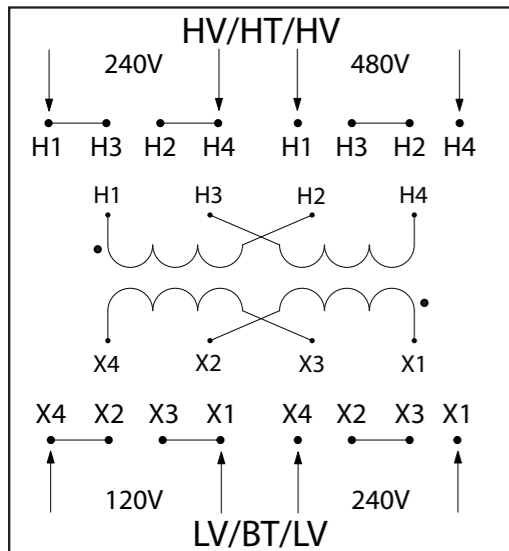 HV/HT/HV
240V 480V
H1 H3 H2 H4 H1 H3 H2 H4
H1 H3 H2 H4
X4 X2 X3 X1
X4 X2 X3 X1 X4 X2 X3 X1
120V 240V
LV/BT/LV